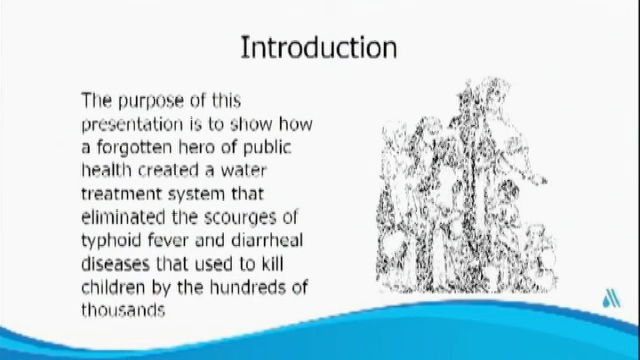 Introduction
The purpose of this
presentation is to show how
a forgotten hero of public
health created a water
treatment system that
eliminated the scourges of
typhoid fever and diarrheal
diseases that used to kill
children by the hundreds of
thousands